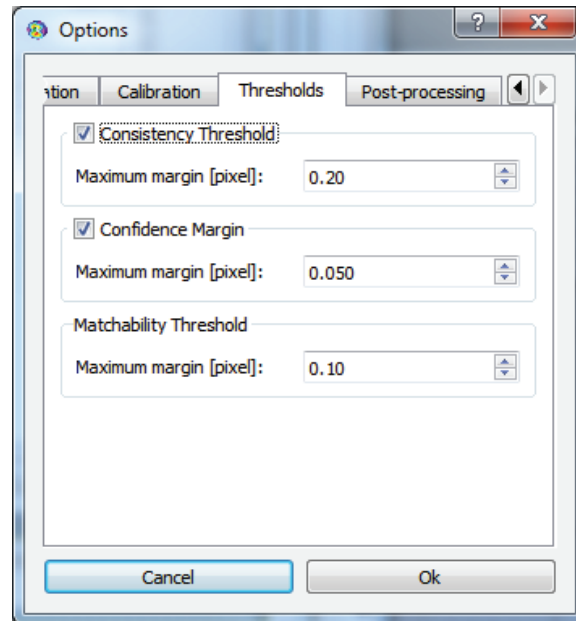 Options
?
X
ation Calibration Thresholds Post-processing
Consistency Threshold
Maximum margin [pixel]: 0.20
Confidence Margin
Maximum margin [pixel]: 0.050
Matchability Threshold
Maximum margin [pixel]: 0.10
Cancel Ok